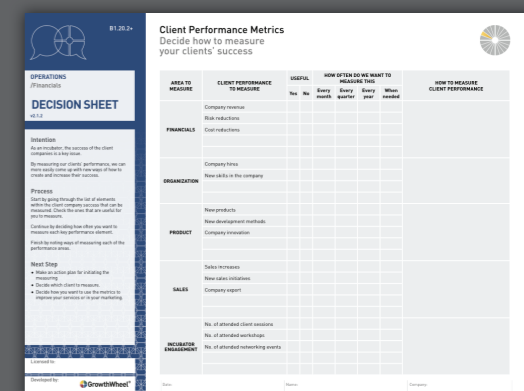 B1.20.2+
OPERATIONS
//Financials
DECISION SHEET
v2.1.2
Intention
As an incubator, the success of the client
companies is a key issue.
By measuring our clients' performance, we can
more easily come up with new ways of how to
create and increase their success.
Process
Start by going through the list of elements
within the client company success that can be
measured. Check the ones that are useful for
you to measure.
Continue by deciding how often you want to
measure each key performance element.
Finish by noting ways of measuring each of the
performance areas.
Next Step
• Make an action plan for initiating the
measuring.
• Decide which client to measure.
• Decide how you want to use the metrics to
improve your services or in your marketing.
Licensed to:
Developed by:
GrowthWheel®
Client Performance Metrics
Decide how to measure
your clients' success
AREA TO MEASURE
CLIENT PERFORMANCE TO MEASURE
USEFUL
Yes No
HOW OFTEN DO WE WANT TO MEASURE THIS
Every month Every quarter Every year When needed
HOW TO MEASURE CLIENT PERFORMANCE
FINANCIALS
Company revenue
Risk reductions
Cost reductions
ORGANIZATION
Company hires
New skills in the company
PRODUCT
New products
New development methods
Company innovation
SALES
Sales increases
New sales initiatives
Company export
INCUBATOR ENGAGEMENT
No. of attended client sessions
No. of attended workshops
No. of attended networking events
Date:
Name:
Company: